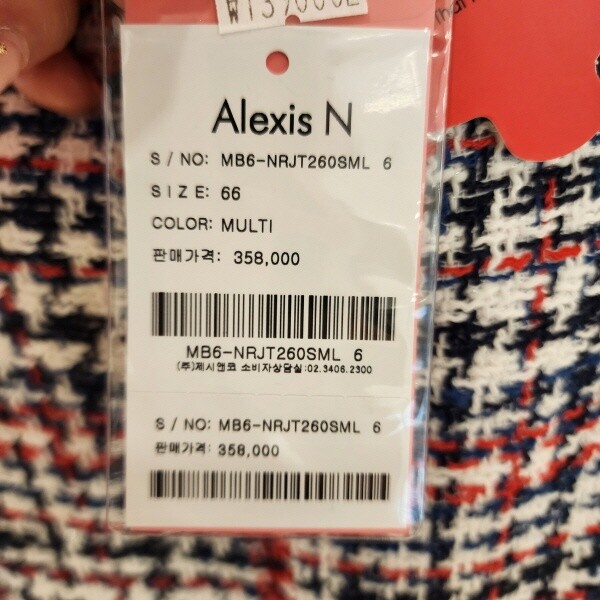 Alexis N
S / NO: MB6-NRJT260SML 6
S I Z E: 66
COLOR: MULTI
판매가격: 358,000
MB6-NRJT260SML 6
(주)제시앤코 소비자상담실:02.3406.2300
S / NO: MB6-NRJT260SML 6
판매가격: 358,000